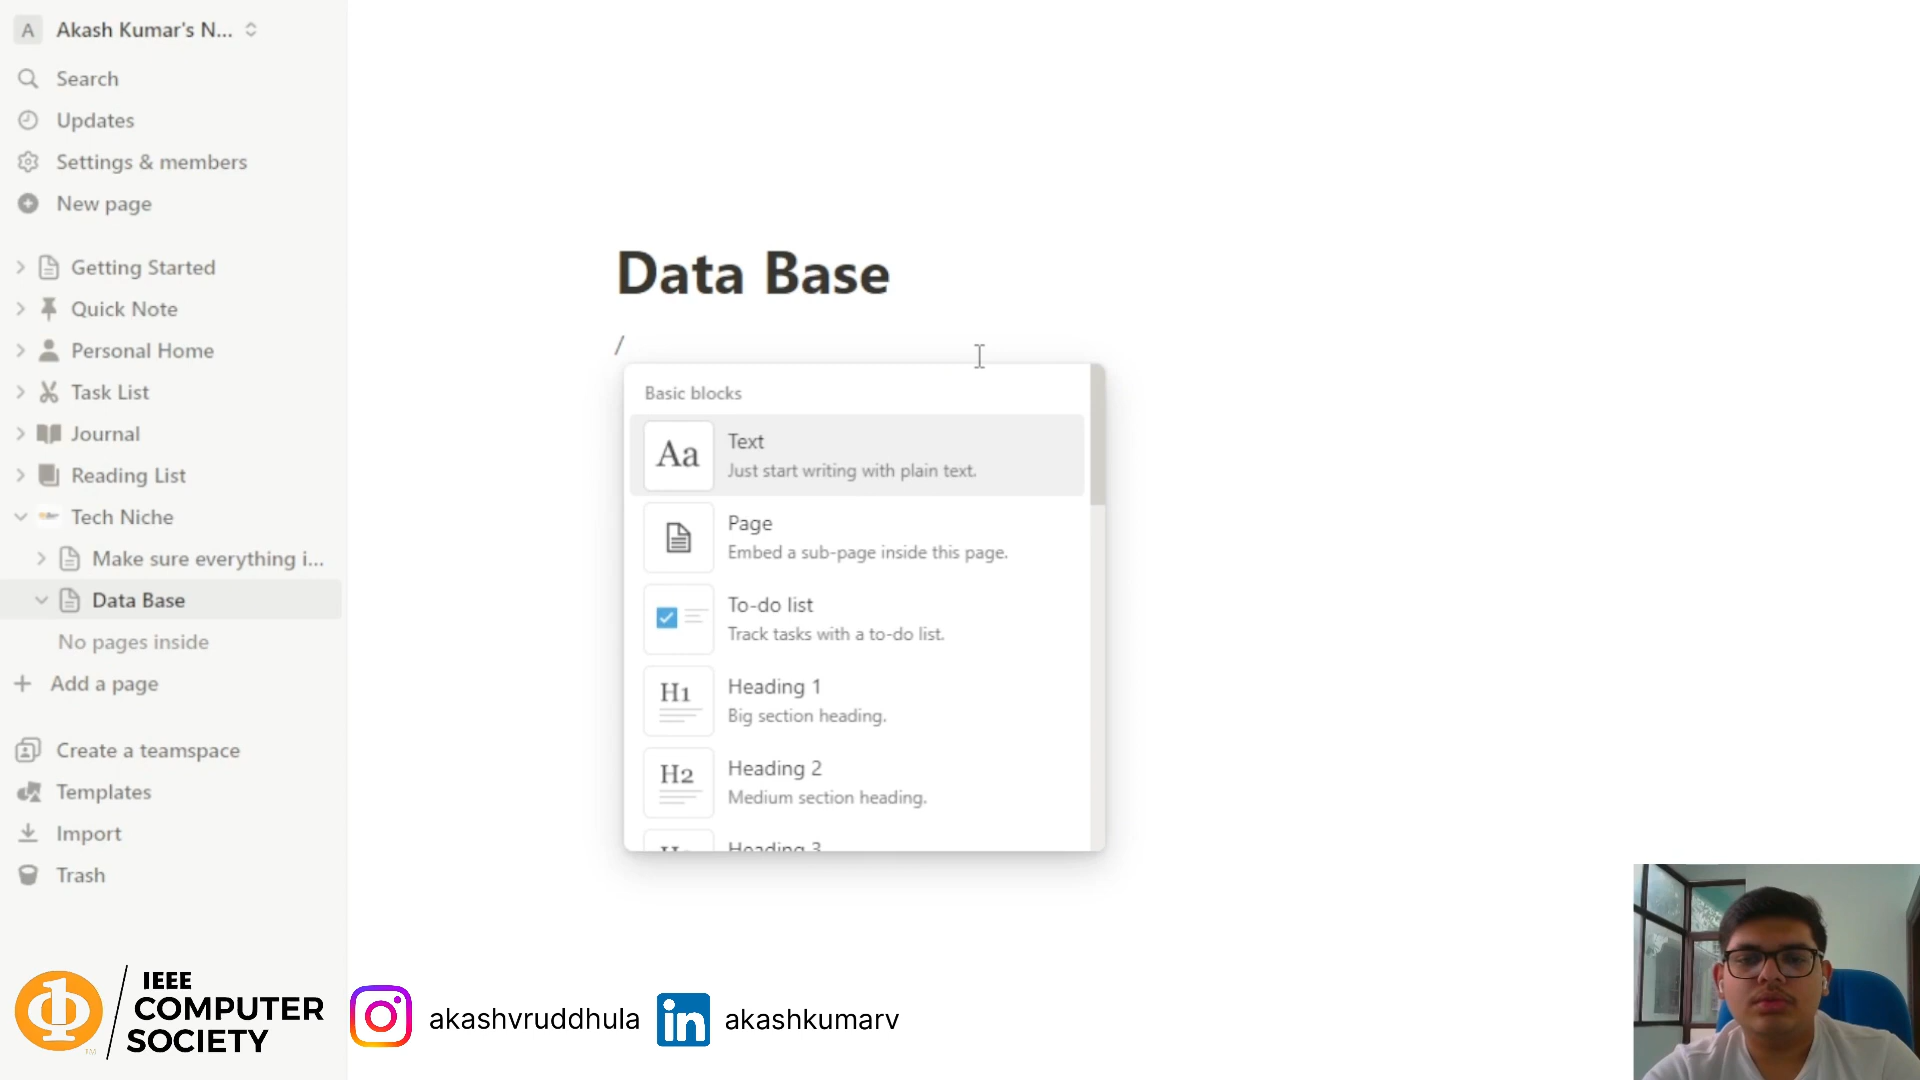 A Akash Kumar's N...
Search
Updates
Settings & members
New page
Getting Started
Quick Note
Personal Home
Task List
Journal
Reading List
Tech Niche
Make sure everything i...
Data Base
No pages inside
Add a page
Create a teamspace
Templates
Import
Trash
Data Base
/
Basic blocks
Aa
Text
Just start writing with plain text.
Page
Embed a sub-page inside this page.
To-do list
Track tasks with a to-do list.
H1
Heading 1
Big section heading.
H2
Heading 2
Medium section heading.
Heading 3
IEEE
COMPUTER
SOCIETY
TM
akashvruddhula
in
akashkumarv